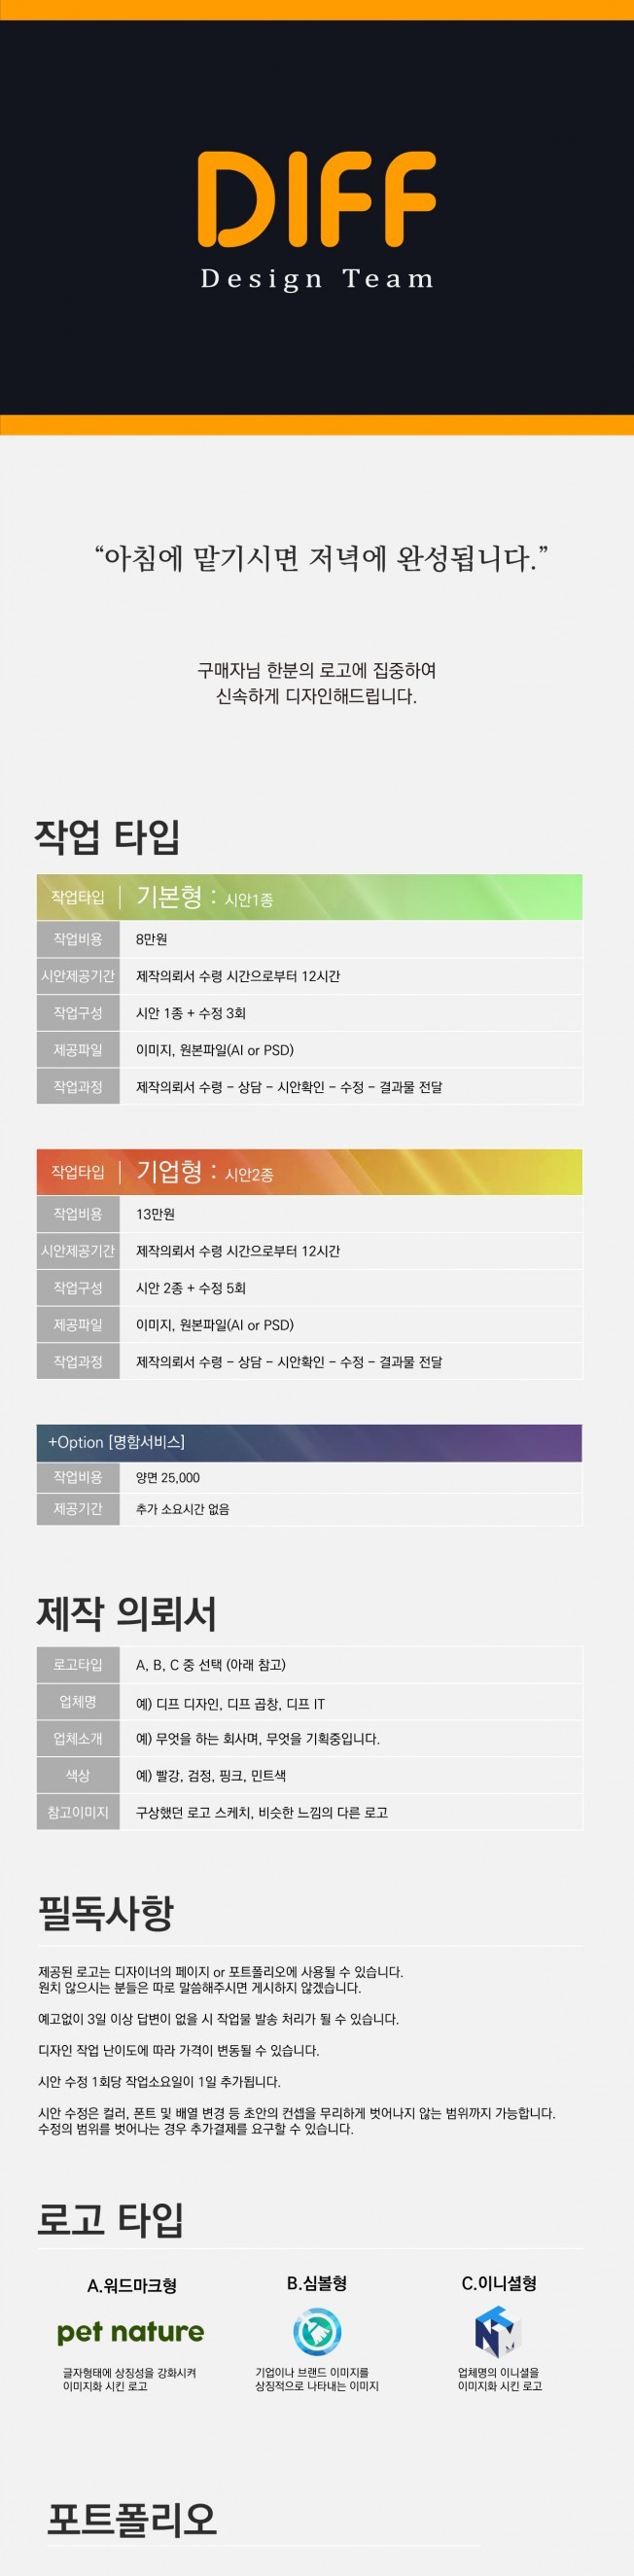 DIFF
Design Team
“아침에 맡기시면 저녁에 완성됩니다.”
구매자님 한분의 로고에 집중하여
신속하게 디자인해드립니다.
작업 타입
작업타입 | 기본형 : 시안1종
작업비용 8만원
시안제공기간 제작의뢰서 수령 시간으로부터 12시간
작업구성 시안 1종 + 수정 3회
제공파일 이미지, 원본파일(AI or PSD)
작업과정 제작의뢰서 수령 – 상담 – 시안확인 – 수정 – 결과물 전달
작업타입 | 기업형 : 시안2종
작업비용 13만원
시안제공기간 제작의뢰서 수령 시간으로부터 12시간
작업구성 시안 2종 + 수정 5회
제공파일 이미지, 원본파일(AI or PSD)
작업과정 제작의뢰서 수령 – 상담 – 시안확인 – 수정 – 결과물 전달
+Option [명함서비스]
작업비용 양면 25,000
제공기간 추가 소요시간 없음
제작 의뢰서
로고타입 A, B, C 중 선택 (아래 참고)
업체명 예) 디프 디자인, 디프 곱창, 디프 IT
업체소개 예) 무엇을 하는 회사며, 무엇을 기획중입니다.
색상 예) 빨강, 검정, 핑크, 민트색
참고이미지 구상했던 로고 스케치, 비슷한 느낌의 다른 로고
필독사항
제공된 로고는 디자이너의 페이지 or 포트폴리오에 사용될 수 있습니다.
원치 않으시는 분들은 따로 말씀해주시면 게시하지 않겠습니다.
예고없이 3일 이상 답변이 없을 시 작업물 발송 처리가 될 수 있습니다.
디자인 작업 난이도에 따라 가격이 변동될 수 있습니다.
시안 수정 1회당 작업소요일이 1일 추가됩니다.
시안 수정은 컬러, 폰트 및 배열 변경 등 초안의 컨셉을 무리하게 벗어나지 않는 범위까지 가능합니다.
수정의 범위를 벗어나는 경우 추가결제를 요구할 수 있습니다.
로고 타입
A.워드마크형
B.심볼형
C.이니셜형
pet nature
글자형태에 상징성을 강화시켜
이미지화 시킨 로고
기업이나 브랜드 이미지를
상징적으로 나타내는 이미지
업체명의 이니셜을
이미지화 시킨 로고
포트폴리오